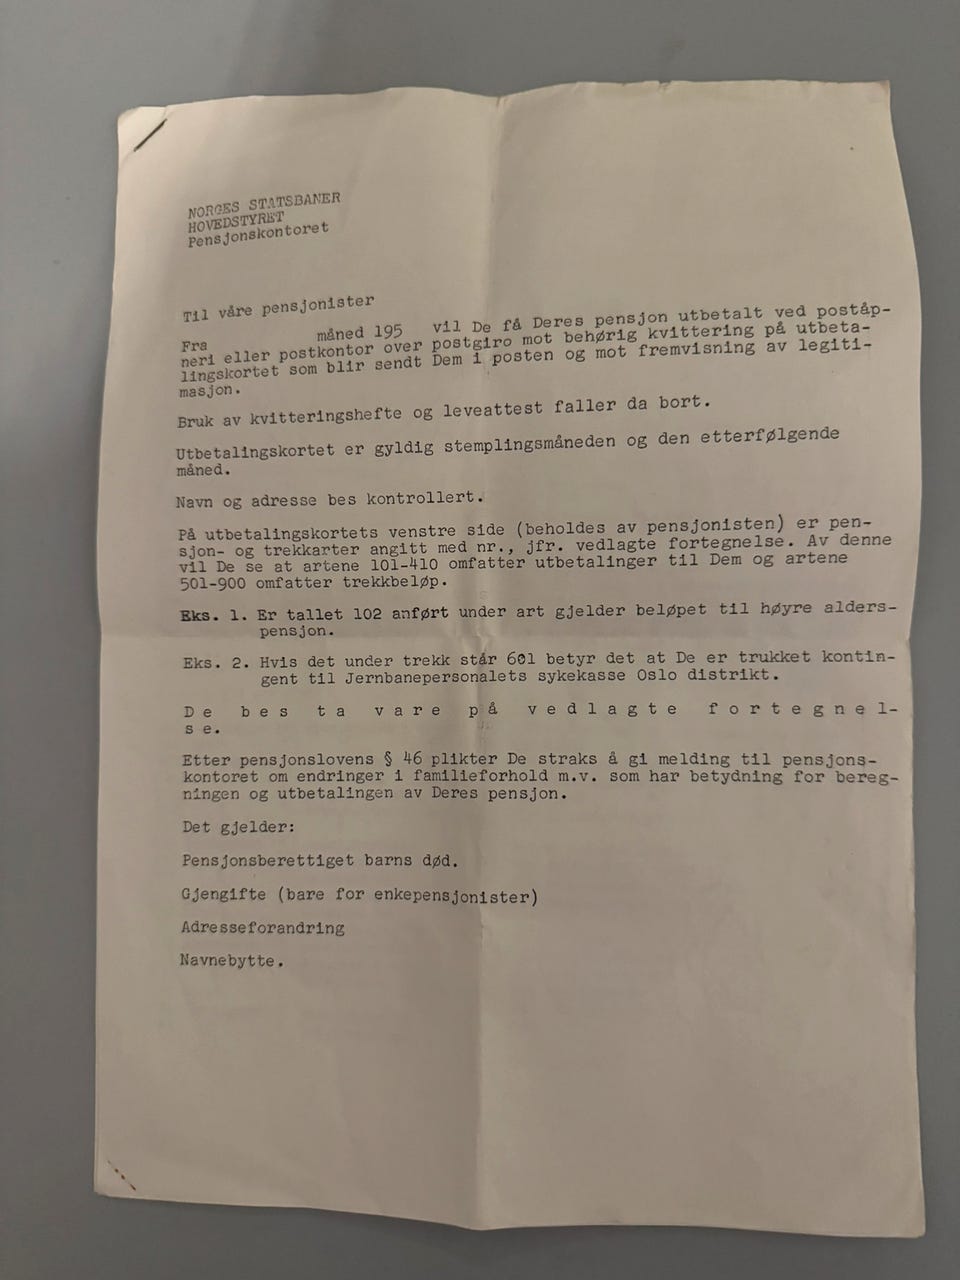 NORGES STATSBANER
HOVEDSTYRET
Pensjonskontoret
Til våre pensjonister
Fra måned 195 vil De få Deres pensjon utbetalt ved poståp-
neri eller postkontor over postgiro mot behørig kvittering på utbeta-
lingskortet som blir sendt Dem i posten og mot fremvisning av legiti-
masjon.
Bruk av kvitteringshefte og leveattest faller da bort.
Utbetalingskortet er gyldig stemplingsmåneden og den etterfølgende
måned.
Navn og adresse bes kontrollert.
På utbetalingskortets venstre side (beholdes av pensjonisten) er pen-
sjon- og trekkarter angitt med nr., jfr. vedlagte fortegnelse. Av denne
vil De se at artene 101-410 omfatter utbetalinger til Dem og artene
501-900 omfatter trekkbeløp.
Eks. 1. Er tallet 102 anført under art gjelder beløpet til høyre alders-
pensjon.
Eks. 2. Hvis det under trekk står 601 betyr det at De er trukket kontin-
gent til Jernbanepersonalets sykekasse Oslo distrikt.
De bes ta vare på vedlagte fortegnel-
se.
Etter pensjonslovens § 46 plikter De straks å gi melding til pensjons-
kontoret om endringer i familieforhold m.v. som har betydning for bereg-
ningen og utbetalingen av Deres pensjon.
Det gjelder:
Pensjonsberettiget barns død.
Gjengifte (bare for enkepensjonister)
Adresseforandring
Navnebytte.